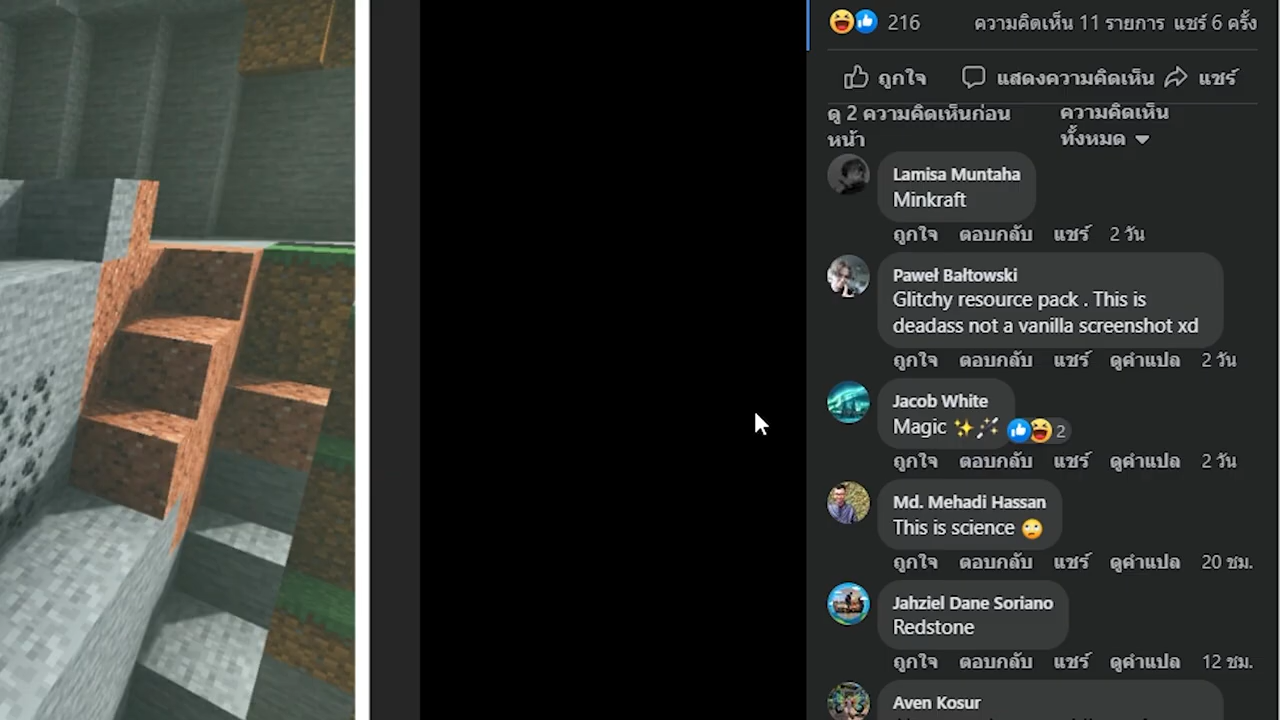 216 ความคิดเห็น 11 รายการ แชร์ 6 ครั้ง
ถูกใจ แสดงความคิดเห็น แชร์
ดู 2 ความคิดเห็นก่อน
หน้า
ความคิดเห็น
ทั้งหมด
Lamisa Muntaha
Minkraft
ถูกใจ ตอบกลับ แชร์ 2 วัน
Paweł Bałtowski
Glitchy resource pack . This is
deadass not a vanilla screenshot xd
ถูกใจ ตอบกลับ แชร์ ดูคำแปล 2 วัน
Jacob White
Magic ✨🪄 2
ถูกใจ ตอบกลับ แชร์ ดูคำแปล 2 วัน
Md. Mehadi Hassan
This is science 🙄
ถูกใจ ตอบกลับ แชร์ ดูคำแปล 20 ชม.
Jahziel Dane Soriano
Redstone
ถูกใจ ตอบกลับ แชร์ ดูคำแปล 12 ชม.
Aven Kosur